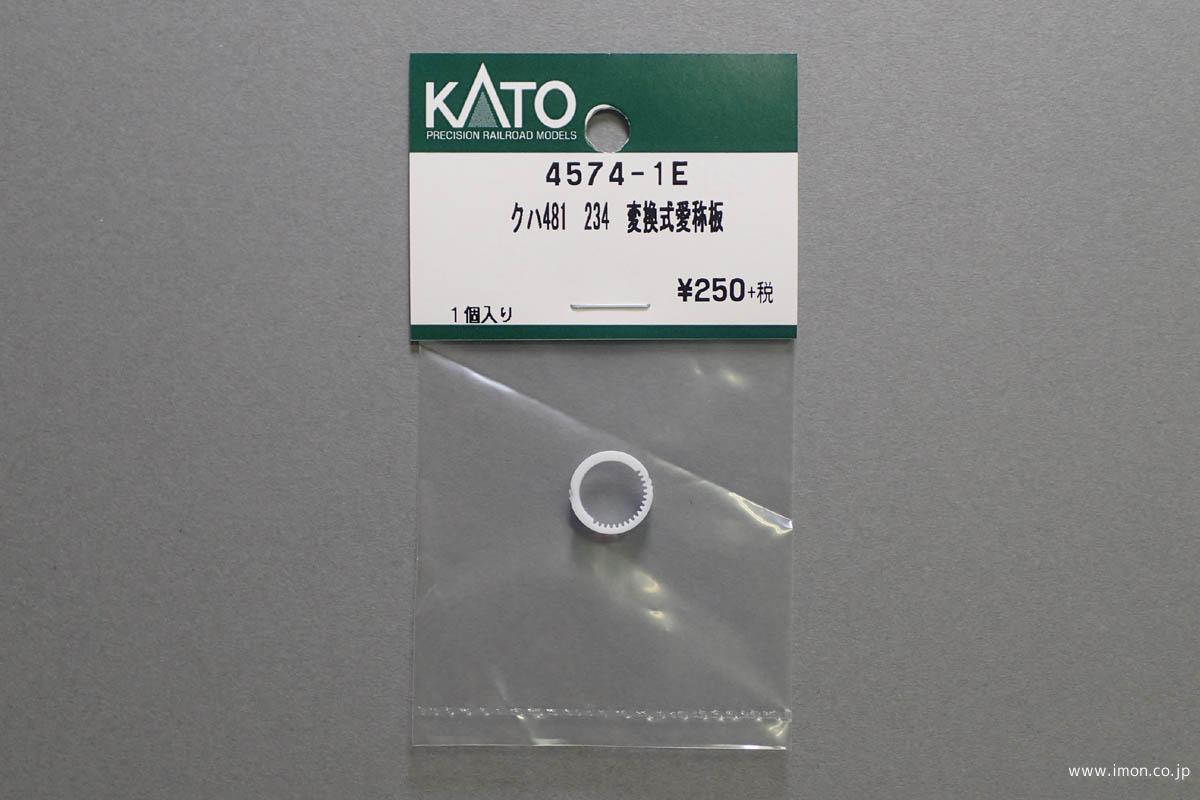 KATO
PRECISION RAILROAD MODELS
4574-1E
クハ481 234 変換式愛称板
¥250+税
1個入り
www.imon.co.jp